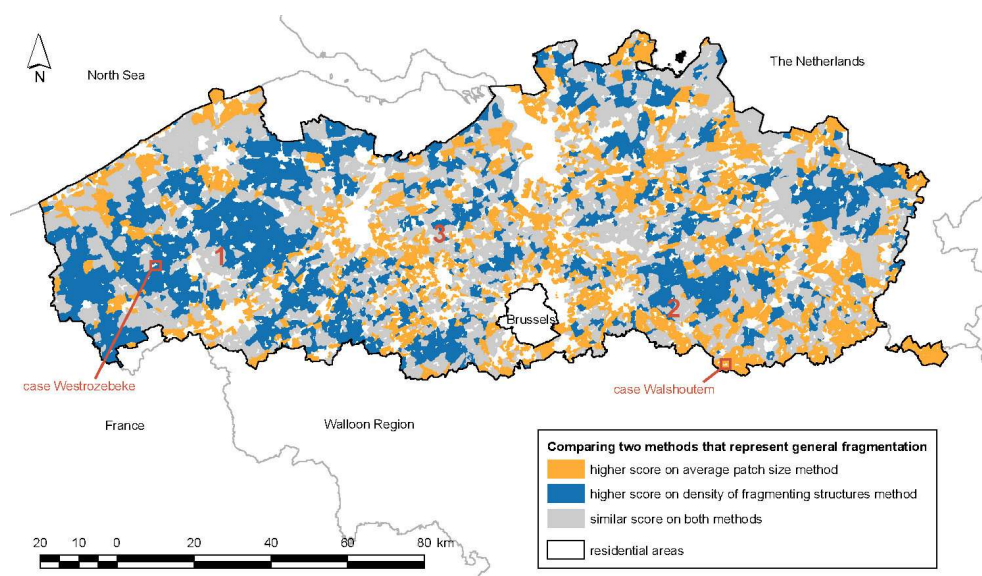 N
North Sea
The Netherlands
1
3
2
Brussels
case Westrozebeke
case Walshoutem
France
Walloon Region
Comparing two methods that represent general fragmentation
higher score on average patch size method
higher score on density of fragmenting structures method
similar score on both methods
residential areas
20 0 20 40 60 80 km